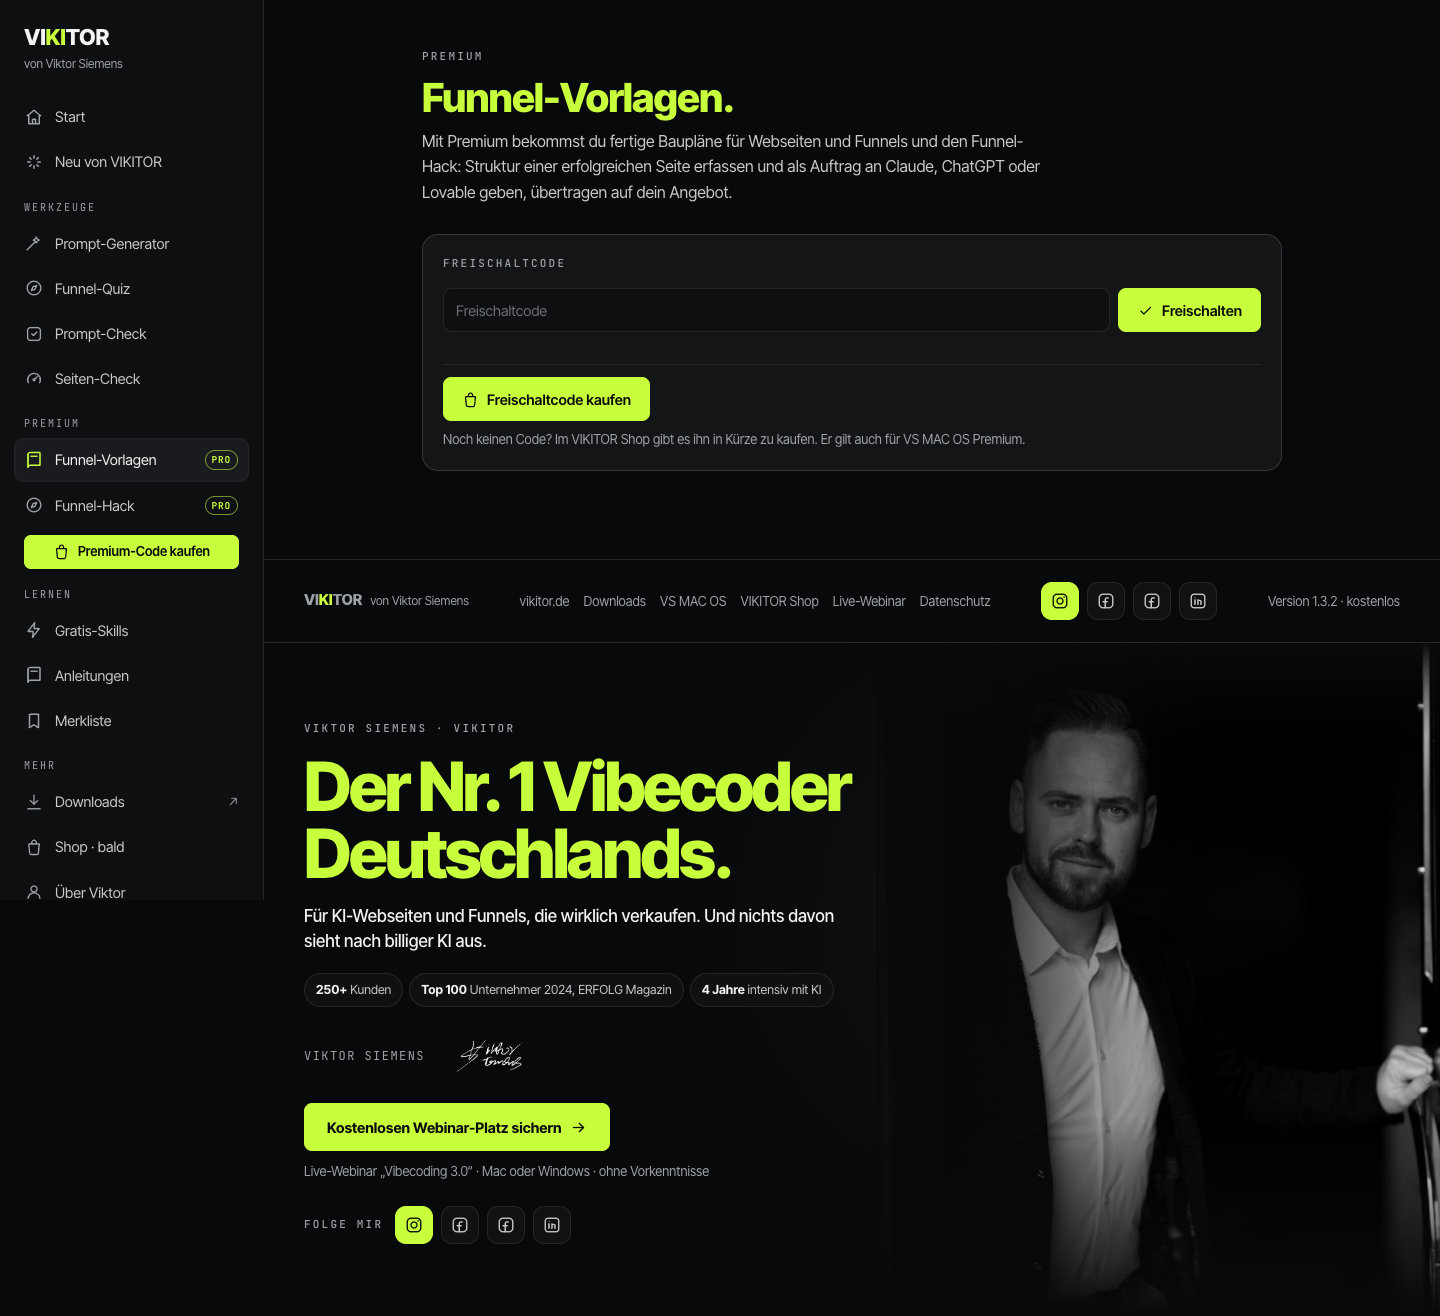 VIKITOR
von Viktor Siemens
Start
Neu von VIKITOR
WERKZEUGE
Prompt-Generator
Funnel-Quiz
Prompt-Check
Seiten-Check
PREMIUM
Funnel-Vorlagen PRO
Funnel-Hack PRO
Premium-Code kaufen
LERNEN
Gratis-Skills
Anleitungen
Merkliste
MEHR
Downloads
Shop · bald
Über Viktor
PREMIUM
Funnel-Vorlagen.
Mit Premium bekommst du fertige Baupläne für Webseiten und Funnels und den Funnel-
Hack: Struktur einer erfolgreichen Seite erfassen und als Auftrag an Claude, ChatGPT oder
Lovable geben, übertragen auf dein Angebot.
FREISCHALTCODE
Freischaltcode Freischalten
Freischaltcode kaufen
Noch keinen Code? Im VIKITOR Shop gibt es ihn in Kürze zu kaufen. Er gilt auch für VS MAC OS Premium.
VIKITOR von Viktor Siemens vikitor.de Downloads VS MAC OS VIKITOR Shop Live-Webinar Datenschutz Version 1.3.2 · kostenlos
VIKTOR SIEMENS · VIKITOR
Der Nr. 1 Vibecoder
Deutschlands.
Für KI-Webseiten und Funnels, die wirklich verkaufen. Und nichts davon
sieht nach billiger KI aus.
250+ Kunden Top 100 Unternehmer 2024, ERFOLG Magazin 4 Jahre intensiv mit KI
VIKTOR SIEMENS
Kostenlosen Webinar-Platz sichern →
Live-Webinar „Vibecoding 3.0“ · Mac oder Windows · ohne Vorkenntnisse
FOLGE MIR